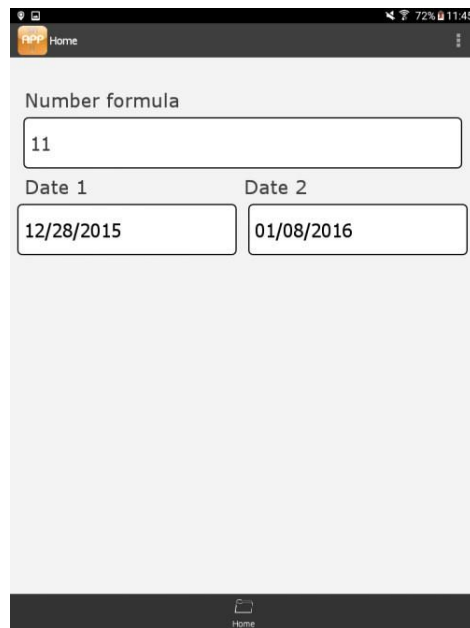 72% 11:45
APP Home
Number formula
11
Date 1 Date 2
12/28/2015 01/08/2016
Home